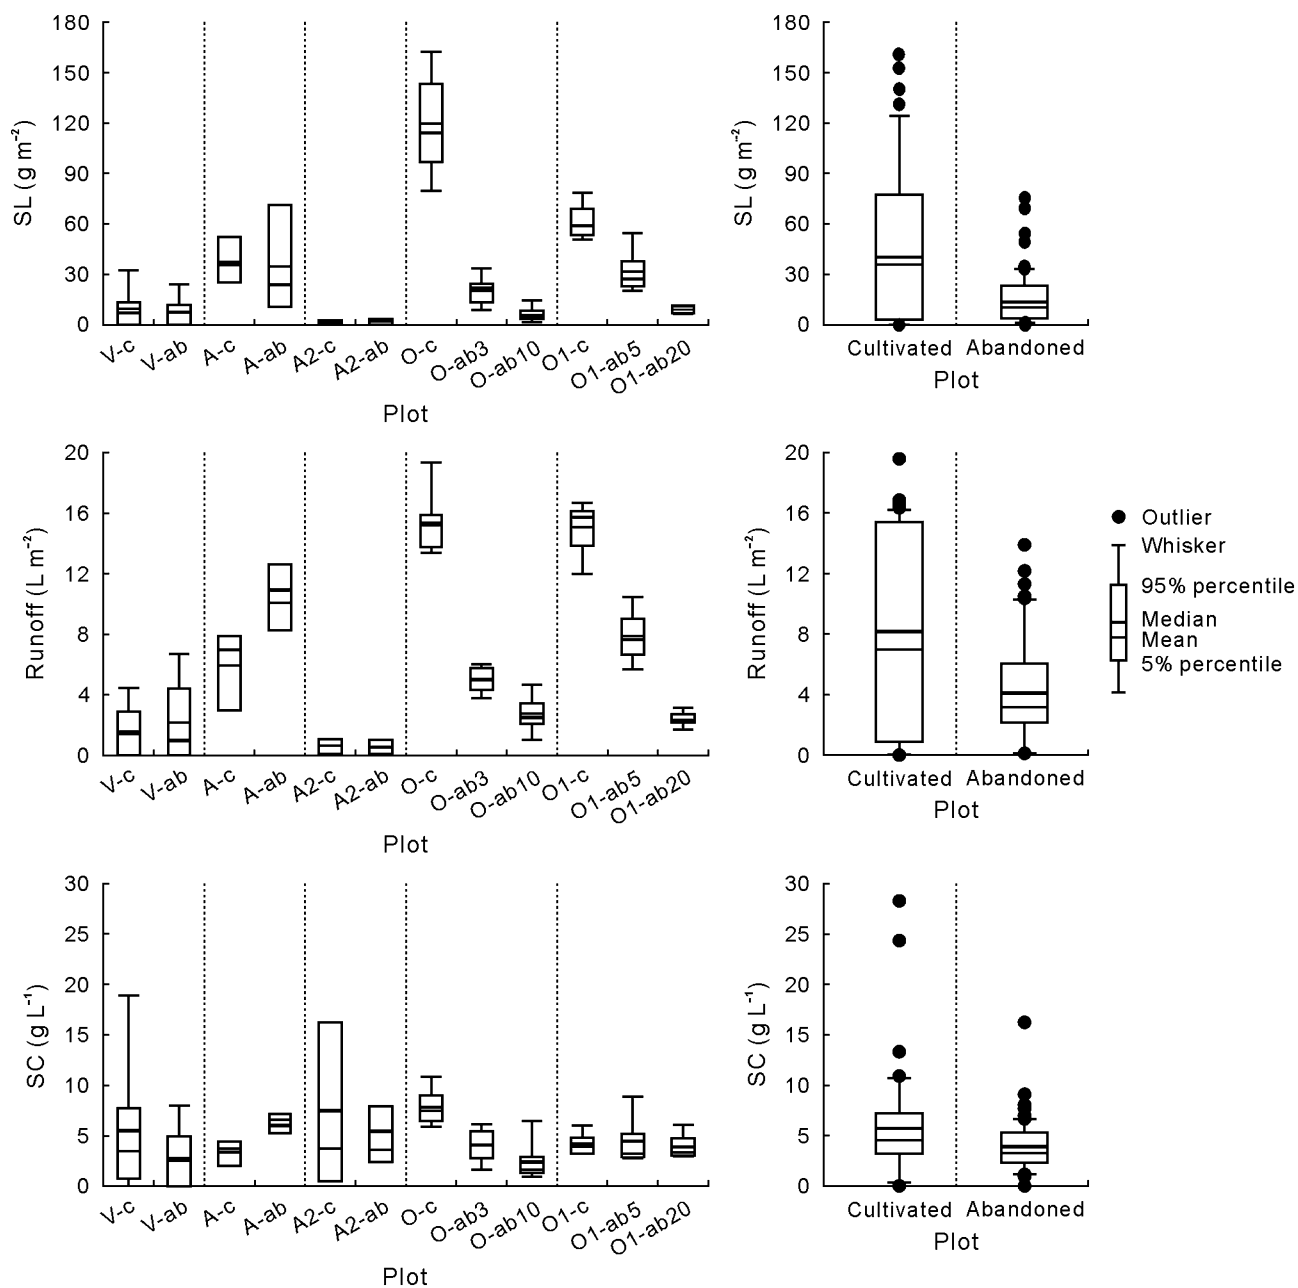 180
150
120
90
60
30
0
SL (g m⁻²)
V-c
V-ab
A-c
A-ab
A2-c
A2-ab
O-c
O-ab3
O-ab10
O1-c
O1-ab5
O1-ab20
Plot
180
150
120
90
60
30
0
SL (g m⁻²)
Cultivated Abandoned
Plot
20
16
12
8
4
0
Runoff (L m⁻²)
V-c
V-ab
A-c
A-ab
A2-c
A2-ab
O-c
O-ab3
O-ab10
O1-c
O1-ab5
O1-ab20
Plot
20
16
12
8
4
0
Runoff (L m⁻²)
Cultivated Abandoned
Plot
Outlier
Whisker
95% percentile
Median
Mean
5% percentile
30
25
20
15
10
5
0
SC (g L⁻¹)
V-c
V-ab
A-c
A-ab
A2-c
A2-ab
O-c
O-ab3
O-ab10
O1-c
O1-ab5
O1-ab20
Plot
30
25
20
15
10
5
0
SC (g L⁻¹)
Cultivated Abandoned
Plot